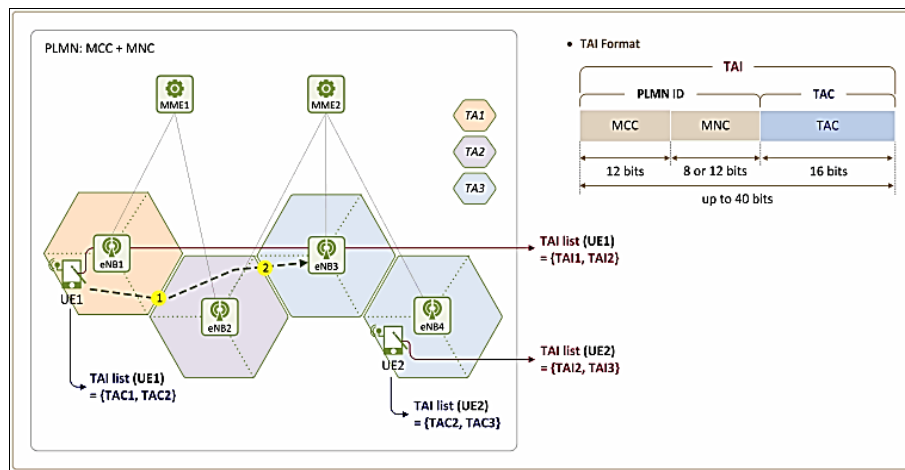 PLMN: MCC + MNC
MME1
MME2
TA1
TA2
TA3
eNB1
eNB2
eNB3
eNB4
UE1
UE2
1
2
TAI list (UE1)
= {TAC1, TAC2}
TAI list (UE2)
= {TAC2, TAC3}
TAI list (UE1)
= {TAI1, TAI2}
TAI list (UE2)
= {TAI2, TAI3}
• TAI Format
TAI
PLMN ID
TAC
MCC
MNC
TAC
12 bits
8 or 12 bits
16 bits
up to 40 bits